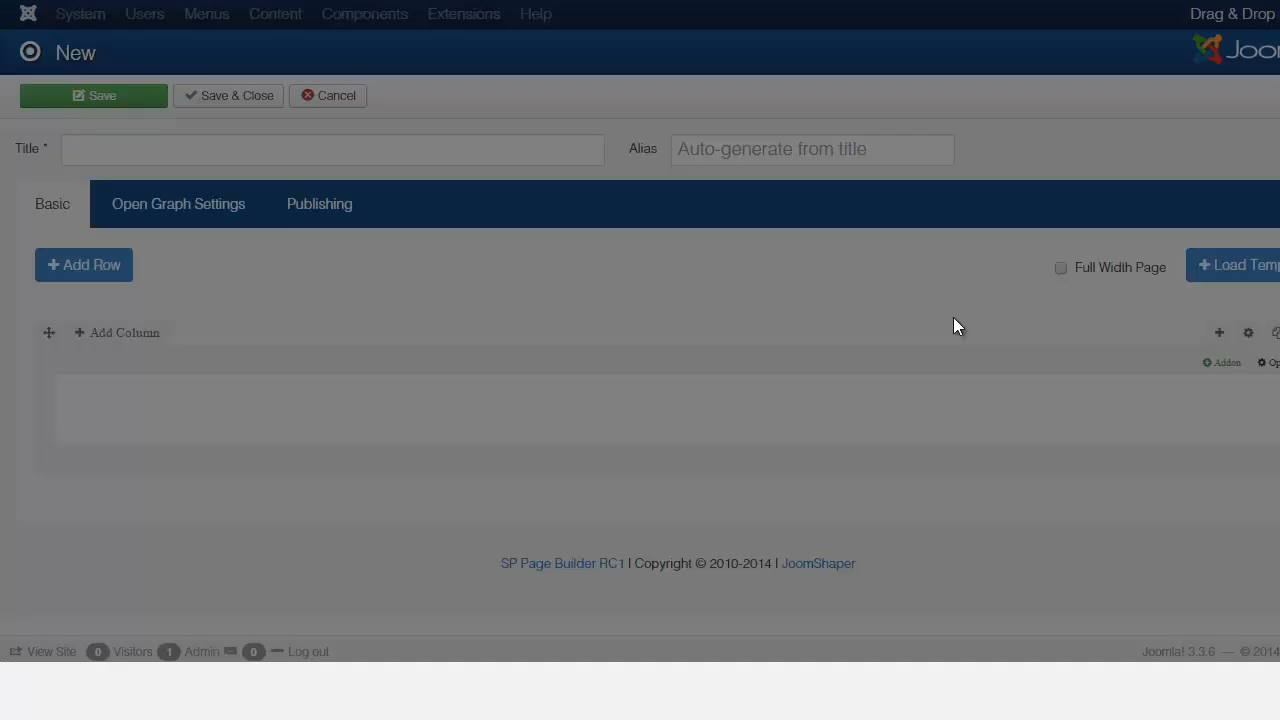 System Users Menus Content Components Extensions Help Drag & Drop
New
Save Save & Close Cancel
Title * Alias Auto-generate from title
Basic Open Graph Settings Publishing
Add Row Full Width Page Load Temp
Add Column
Addon Op
SP Page Builder RC1 | Copyright © 2010-2014 | JoomShaper
View Site 0 Visitors 1 Admin 0 Log out Joomla! 3.3.6 — © 2014